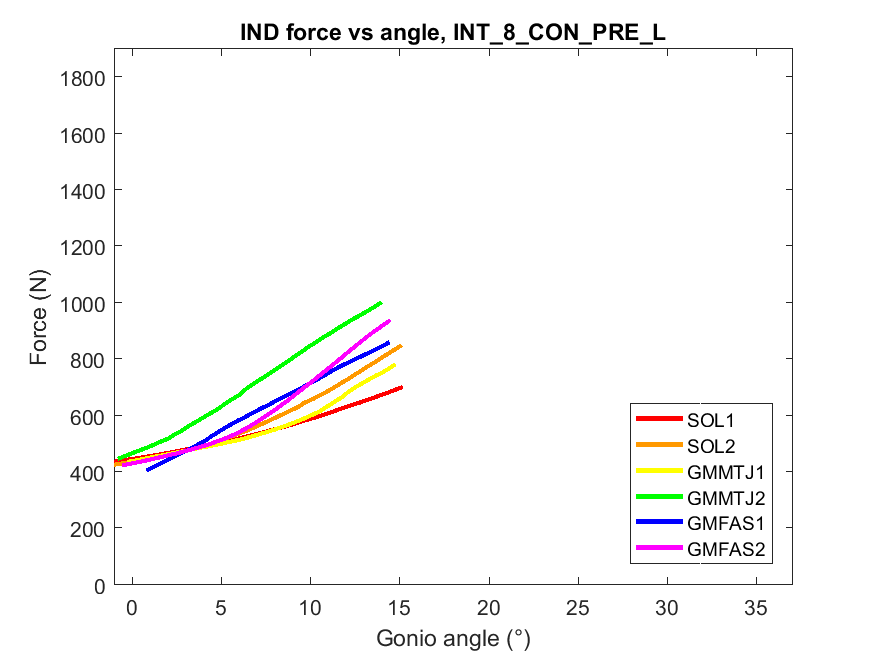 IND force vs angle, INT_8_CON_PRE_L
1800
1600
1400
1200
1000
800
600
400
200
0
Force (N)
0 5 10 15 20 25 30 35
Gonio angle (°)
SOL1
SOL2
GMMTJ1
GMMTJ2
GMFAS1
GMFAS2